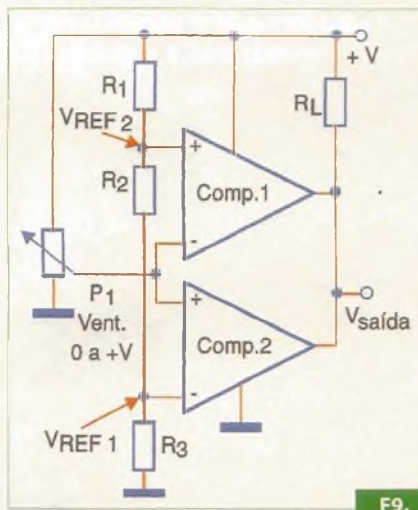 + V
R1
RL
VREF 2
+
R2
Comp.1
-
P1
Vent.
0 a +V
+
Comp.2
-
Vsaída
VREF 1
R3
F9.